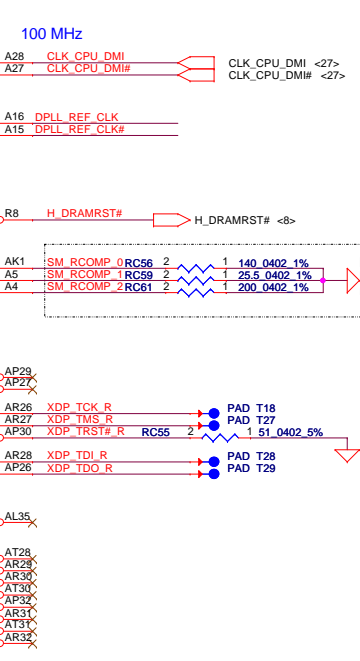 100 MHz
A28 CLK_CPU_DMI CLK_CPU_DMI <27>
A27 CLK_CPU_DMI# CLK_CPU_DMI# <27>
A16 DPLL_REF_CLK
A15 DPLL_REF_CLK#
R8 H_DRAMRST# H_DRAMRST# <8>
AK1 SM_RCOMP_0 RC56 2 1 140_0402_1%
A5 SM_RCOMP_1 RC59 2 1 25.5_0402_1%
A4 SM_RCOMP_2 RC61 2 1 200_0402_1%
AP29
AP27
AR26 XDP_TCK_R PAD T18
AR27 XDP_TMS_R PAD T27
AP30 XDP_TRST#_R RC55 2 1 51_0402_5%
AR28 XDP_TDI_R PAD T28
AP26 XDP_TDO_R PAD T29
AL35
AT28
AR29
AR30
AT30
AP32
AR31
AT31
AR32